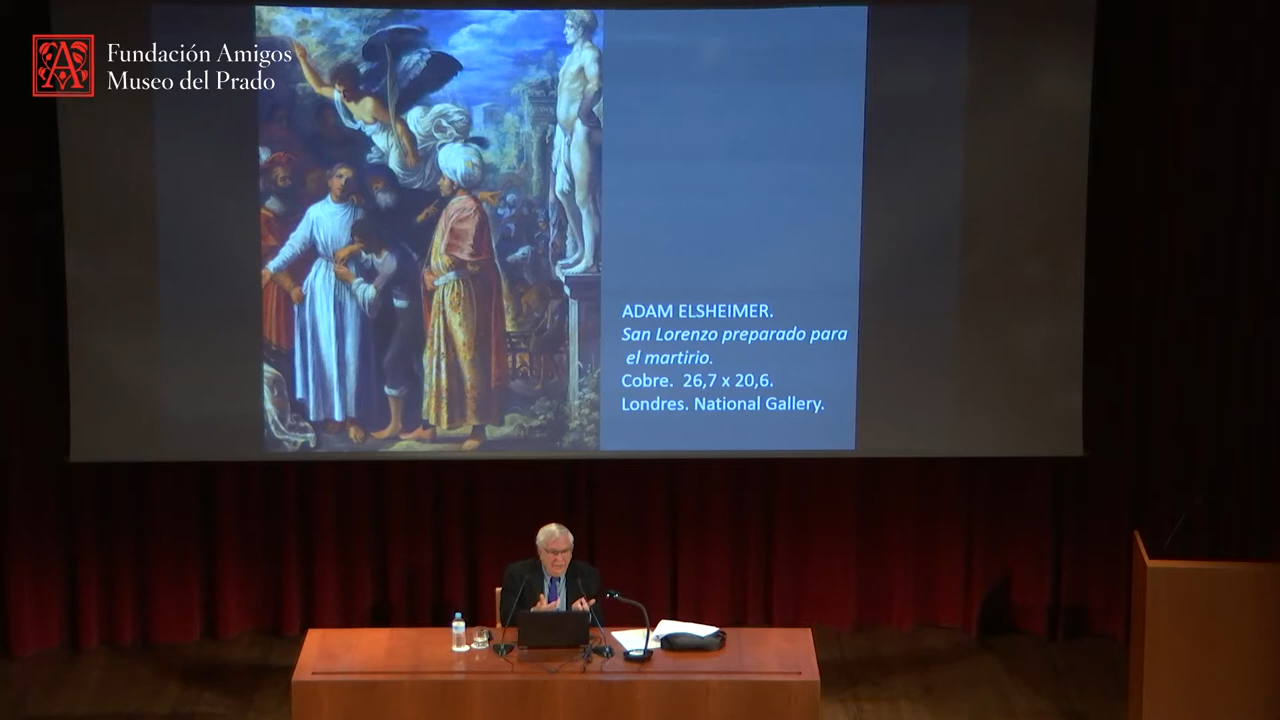 Fundación Amigos
Museo del Prado
ADAM ELSHEIMER.
San Lorenzo preparado para
el martirio.
Cobre. 26,7 x 20,6.
Londres. National Gallery.